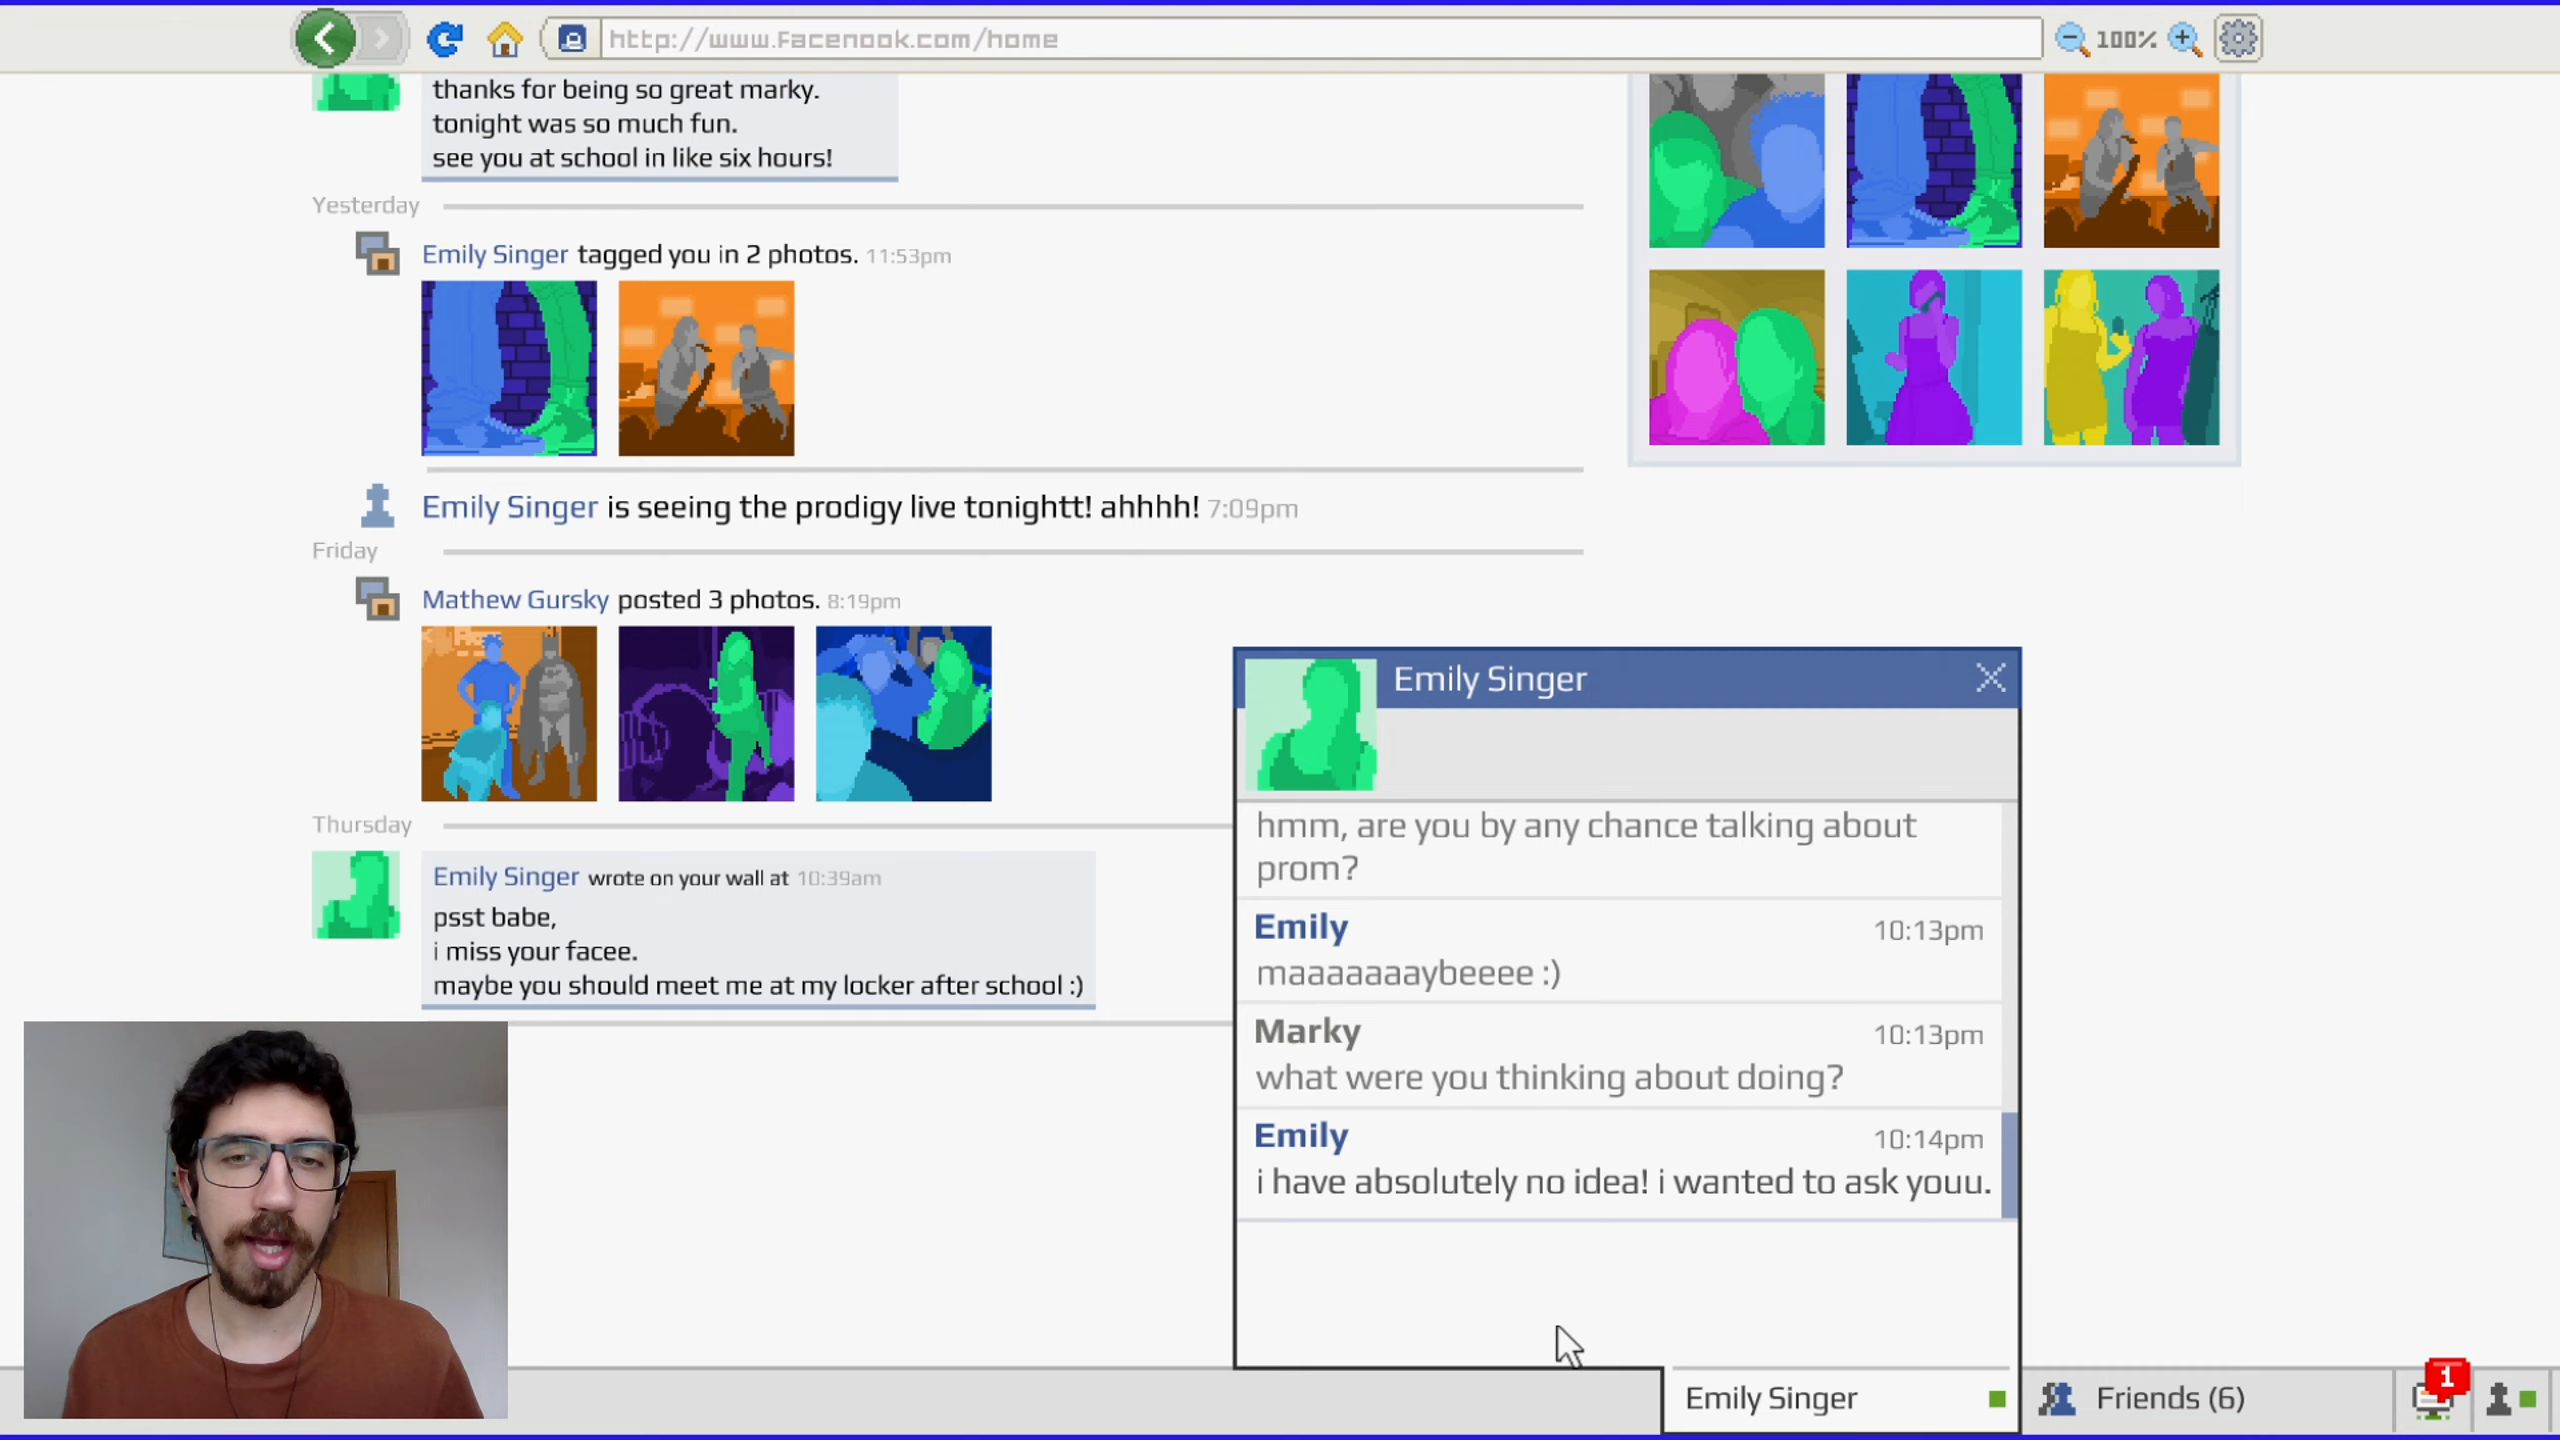 http://www.Facenook.com/home
100%
thanks for being so great marky.
tonight was so much fun.
see you at school in like six hours!
Yesterday
Emily Singer tagged you in 2 photos. 11:53pm
Emily Singer is seeing the prodigy live tonightt! ahhhh! 7:09pm
Friday
Mathew Gursky posted 3 photos. 8:19pm
Thursday
Emily Singer wrote on your wall at 10:39am
psst babe,
i miss your facee.
maybe you should meet me at my locker after school :)
Emily Singer
hmm, are you by any chance talking about
prom?
Emily 10:13pm
maaaaaaaybeeee :)
Marky 10:13pm
what were you thinking about doing?
Emily 10:14pm
i have absolutely no idea! i wanted to ask youu.
Emily Singer
Friends (6)
1